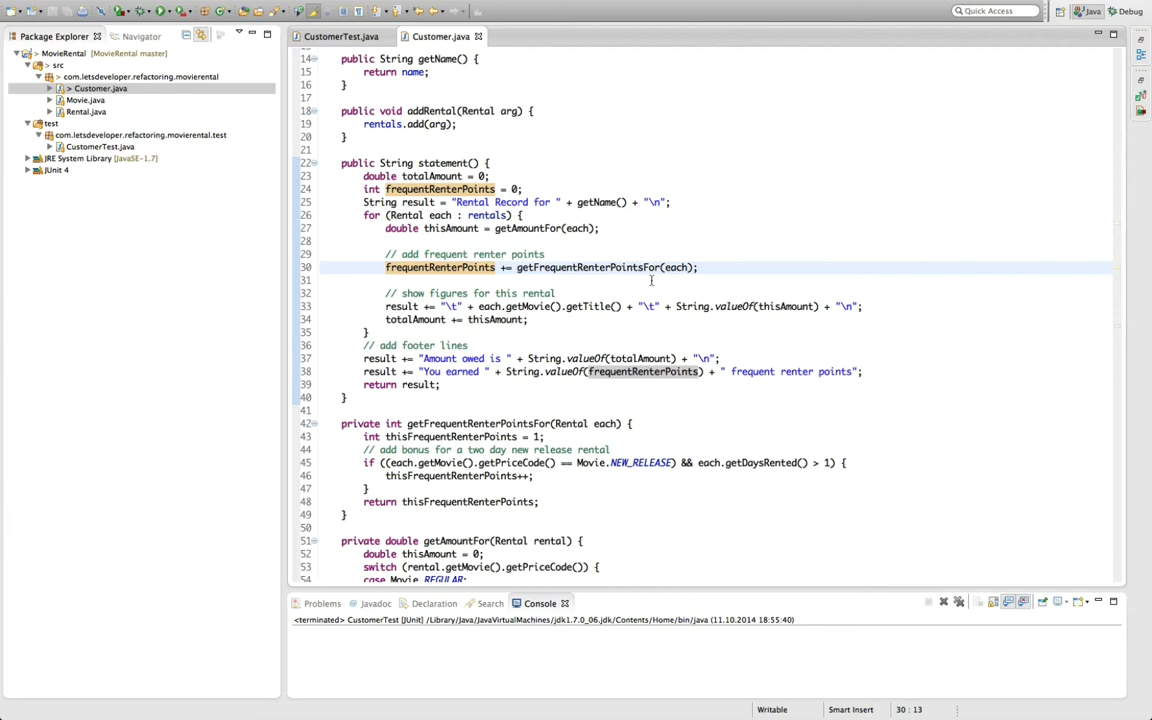 Quick Access
Java
Debug
Package Explorer
Navigator
> MovieRental [MovieRental master]
> src
> com.letsdeveloper.refactoring.movierental
> Customer.java
Movie.java
Rental.java
test
com.letsdeveloper.refactoring.movierental.test
CustomerTest.java
JRE System Library [JavaSE-1.7]
JUnit 4
CustomerTest.java
Customer.java
14 public String getName() {
15 return name;
16 }
17
18 public void addRental(Rental arg) {
19 rentals.add(arg);
20 }
21
22 public String statement() {
23 double totalAmount = 0;
24 int frequentRenterPoints = 0;
25 String result = "Rental Record for " + getName() + "\n";
26 for (Rental each : rentals) {
27 double thisAmount = getAmountFor(each);
28
29 // add frequent renter points
30 frequentRenterPoints += getFrequentRenterPointsFor(each);
31
32 // show figures for this rental
33 result += "\t" + each.getMovie().getTitle() + "\t" + String.valueOf(thisAmount) + "\n";
34 totalAmount += thisAmount;
35 }
36 // add footer lines
37 result += "Amount owed is " + String.valueOf(totalAmount) + "\n";
38 result += "You earned " + String.valueOf(frequentRenterPoints) + " frequent renter points";
39 return result;
40 }
41
42 private int getFrequentRenterPointsFor(Rental each) {
43 int thisFrequentRenterPoints = 1;
44 // add bonus for a two day new release rental
45 if ((each.getMovie().getPriceCode() == Movie.NEW_RELEASE) && each.getDaysRented() > 1) {
46 thisFrequentRenterPoints++;
47 }
48 return thisFrequentRenterPoints;
49 }
50
51 private double getAmountFor(Rental rental) {
52 double thisAmount = 0;
53 switch (rental.getMovie().getPriceCode()) {
54 case Movie.REGULAR:
Problems
Javadoc
Declaration
Search
Console
<terminated> CustomerTest [JUnit] /Library/Java/JavaVirtualMachines/jdk1.7.0_06.jdk/Contents/Home/bin/java (11.10.2014 18:55:40)
Writable
Smart Insert
30 : 13